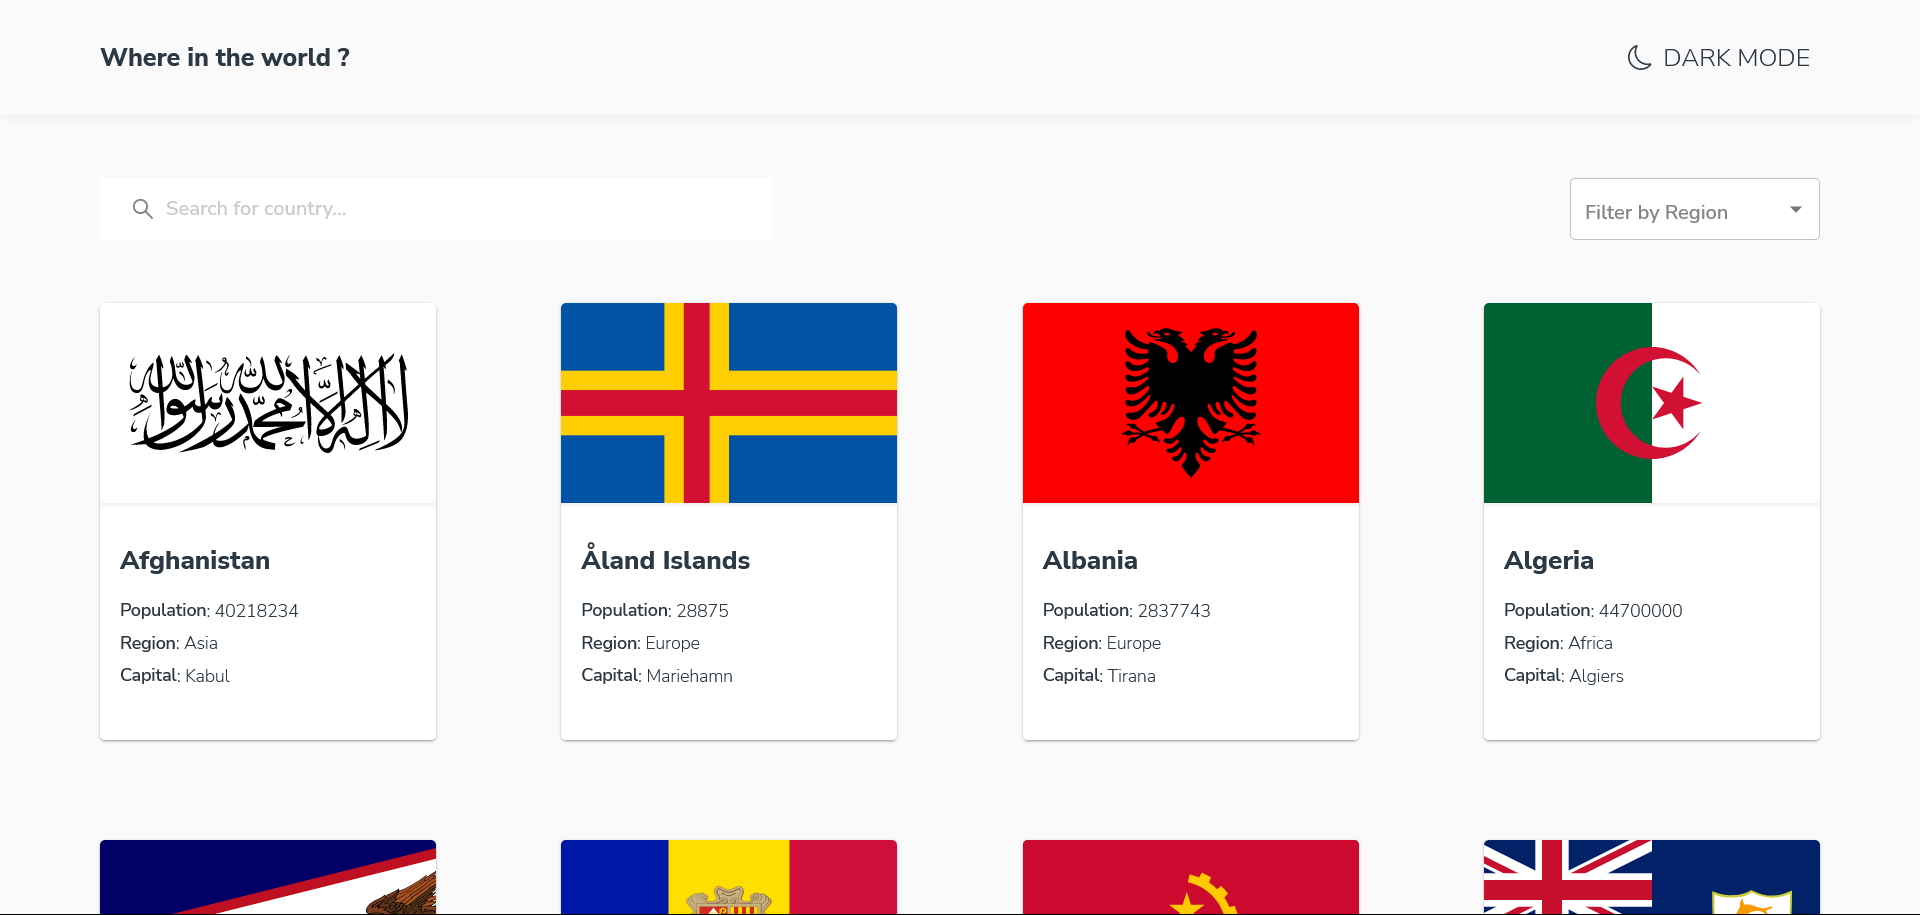 Where in the world ?
DARK MODE
Search for country...
Filter by Region
لا إله إلا الله محمد رسول الله
Afghanistan
Population: 40218234
Region: Asia
Capital: Kabul
Åland Islands
Population: 28875
Region: Europe
Capital: Mariehamn
Albania
Population: 2837743
Region: Europe
Capital: Tirana
Algeria
Population: 44700000
Region: Africa
Capital: Algiers